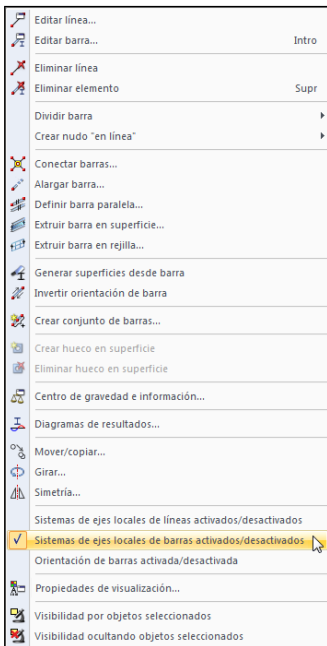 Editar línea...
Editar barra... Intro
Eliminar línea
Eliminar elemento Supr
Dividir barra
Crear nudo "en línea"
Conectar barras...
Alargar barra...
Definir barra paralela...
Extruir barra en superficie...
Extruir barra en rejilla...
Generar superficies desde barra
Invertir orientación de barra
Crear conjunto de barras...
Crear hueco en superficie
Eliminar hueco en superficie
Centro de gravedad e información...
Diagramas de resultados...
Mover/copiar...
Girar...
Simetría...
Sistemas de ejes locales de líneas activados/desactivados
Sistemas de ejes locales de barras activados/desactivados
Orientación de barras activada/desactivada
Propiedades de visualización...
Visibilidad por objetos seleccionados
Visibilidad ocultando objetos seleccionados